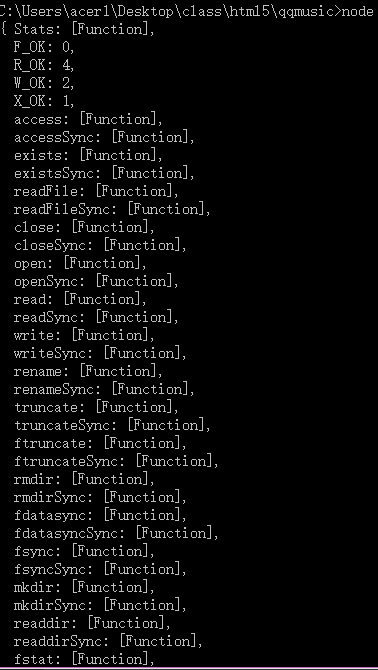 C:\Users\acer1\Desktop\class\html5\qqmusic>node
{ Stats: [Function],
  F_OK: 0,
  R_OK: 4,
  W_OK: 2,
  X_OK: 1,
  access: [Function],
  accessSync: [Function],
  exists: [Function],
  existsSync: [Function],
  readFile: [Function],
  readFileSync: [Function],
  close: [Function],
  closeSync: [Function],
  open: [Function],
  openSync: [Function],
  read: [Function],
  readSync: [Function],
  write: [Function],
  writeSync: [Function],
  rename: [Function],
  renameSync: [Function],
  truncate: [Function],
  truncateSync: [Function],
  ftruncate: [Function],
  ftruncateSync: [Function],
  rmdir: [Function],
  rmdirSync: [Function],
  fdatasync: [Function],
  fdatasyncSync: [Function],
  fsync: [Function],
  fsyncSync: [Function],
  mkdir: [Function],
  mkdirSync: [Function],
  readdir: [Function],
  readdirSync: [Function],
  fstat: [Function],